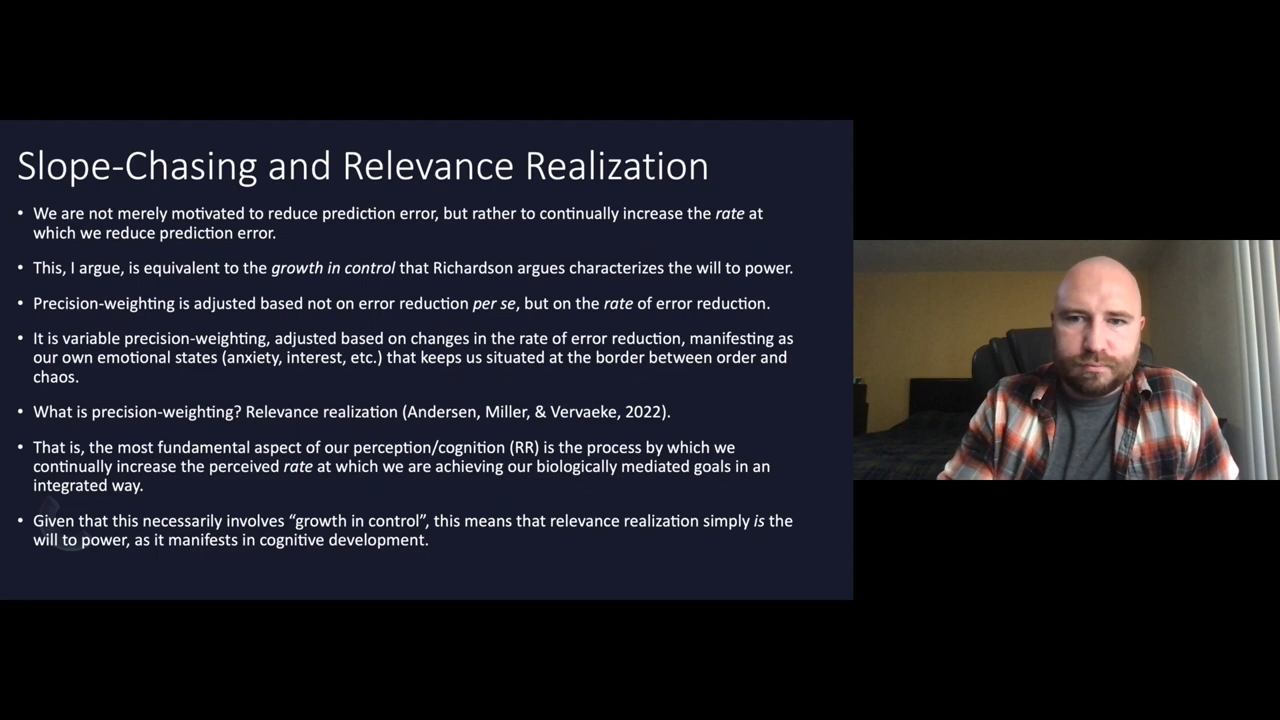 Slope-Chasing and Relevance Realization
• We are not merely motivated to reduce prediction error, but rather to continually increase the rate at
which we reduce prediction error.
• This, I argue, is equivalent to the growth in control that Richardson argues characterizes the will to power.
• Precision-weighting is adjusted based not on error reduction per se, but on the rate of error reduction.
• It is variable precision-weighting, adjusted based on changes in the rate of error reduction, manifesting as
our own emotional states (anxiety, interest, etc.) that keeps us situated at the border between order and
chaos.
• What is precision-weighting? Relevance realization (Andersen, Miller, & Vervaeke, 2022).
• That is, the most fundamental aspect of our perception/cognition (RR) is the process by which we
continually increase the perceived rate at which we are achieving our biologically mediated goals in an
integrated way.
• Given that this necessarily involves “growth in control”, this means that relevance realization simply is the
will to power, as it manifests in cognitive development.